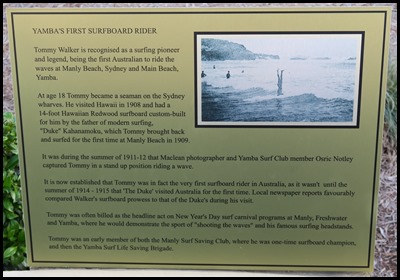 YAMBA'S FIRST SURFBOARD RIDER
Tommy Walker is recognised as a surfing pioneer
and legend, being the first Australian to ride the
waves at Manly Beach, Sydney and Main Beach,
Yamba.
At age 18 Tommy became a seaman on the Sydney
wharves. He visited Hawaii in 1908 and had a
14-foot Hawaiian Redwood surfboard custom-built
for him by the father of modern surfing,
"Duke" Kahanamoku, which Tommy brought back
and surfed for the first time at Manly Beach in 1909.
It was during the summer of 1911-12 that Maclean photographer and Yamba Surf Club member Osric Notley
captured Tommy in a stand up position riding a wave.
It is now established that Tommy was in fact the very first surfboard rider in Australia, as it wasn't until the
summer of 1914 - 1915 that 'The Duke' visited Australia for the first time. Local newspaper reports favourably
compared Walker's surfboard prowess to that of the Duke's during his visit.
Tommy was often billed as the headline act on New Year's Day surf carnival programs at Manly, Freshwater
and Yamba, where he would demonstrate the sport of "shooting the waves" and his famous surfing headstands.
Tommy was an early member of both the Manly Surf Saving Club, where he was one-time surfboard champion,
and then the Yamba Surf Life Saving Brigade.